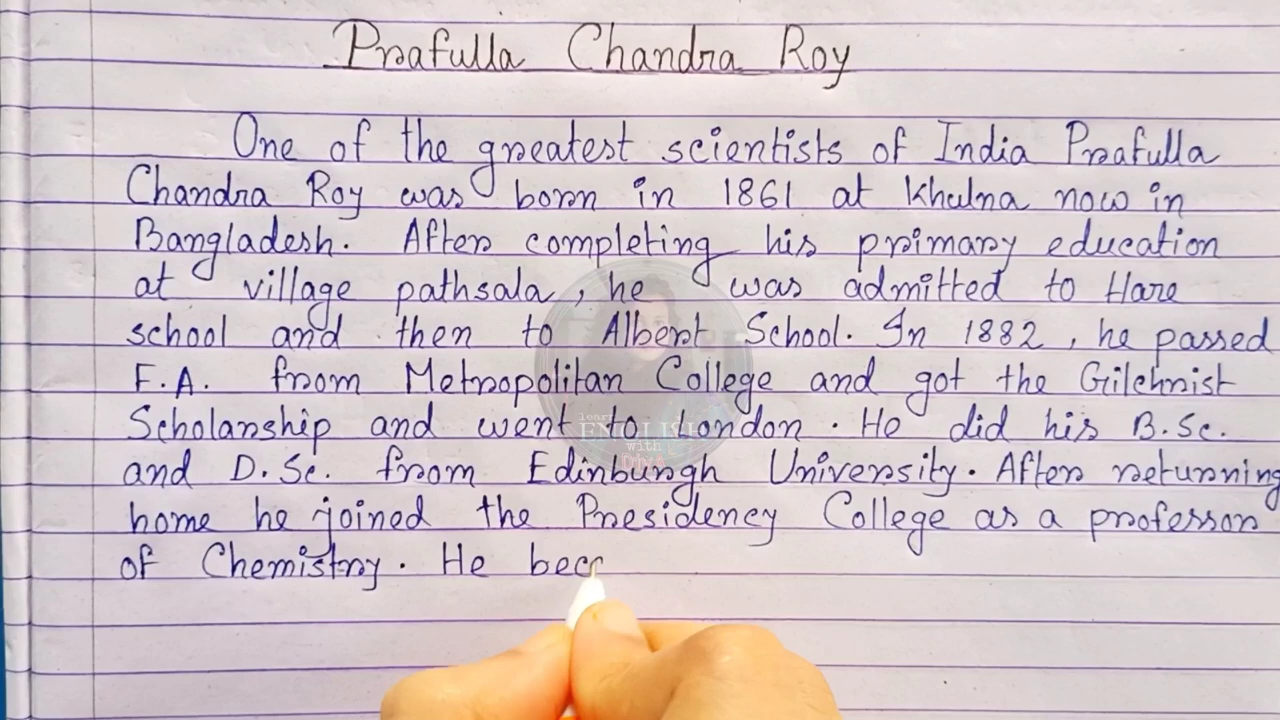 Prafulla Chandra Roy
One of the greatest scientists of India Prafulla
Chandra Roy was born in 1861 at Khulna now in
Bangladesh. After completing his primary education
at village pathsala, he was admitted to Hare
school and then to Albert School. In 1882, he passed
F.A. from Metropolitan College and got the Gilchrist
Scholarship and went to London. He did his B.Sc.
and D.Sc. from Edinburgh University. After returning
home he joined the Presidency College as a professor
of Chemistry. He bec
learn
ENGLISH
with